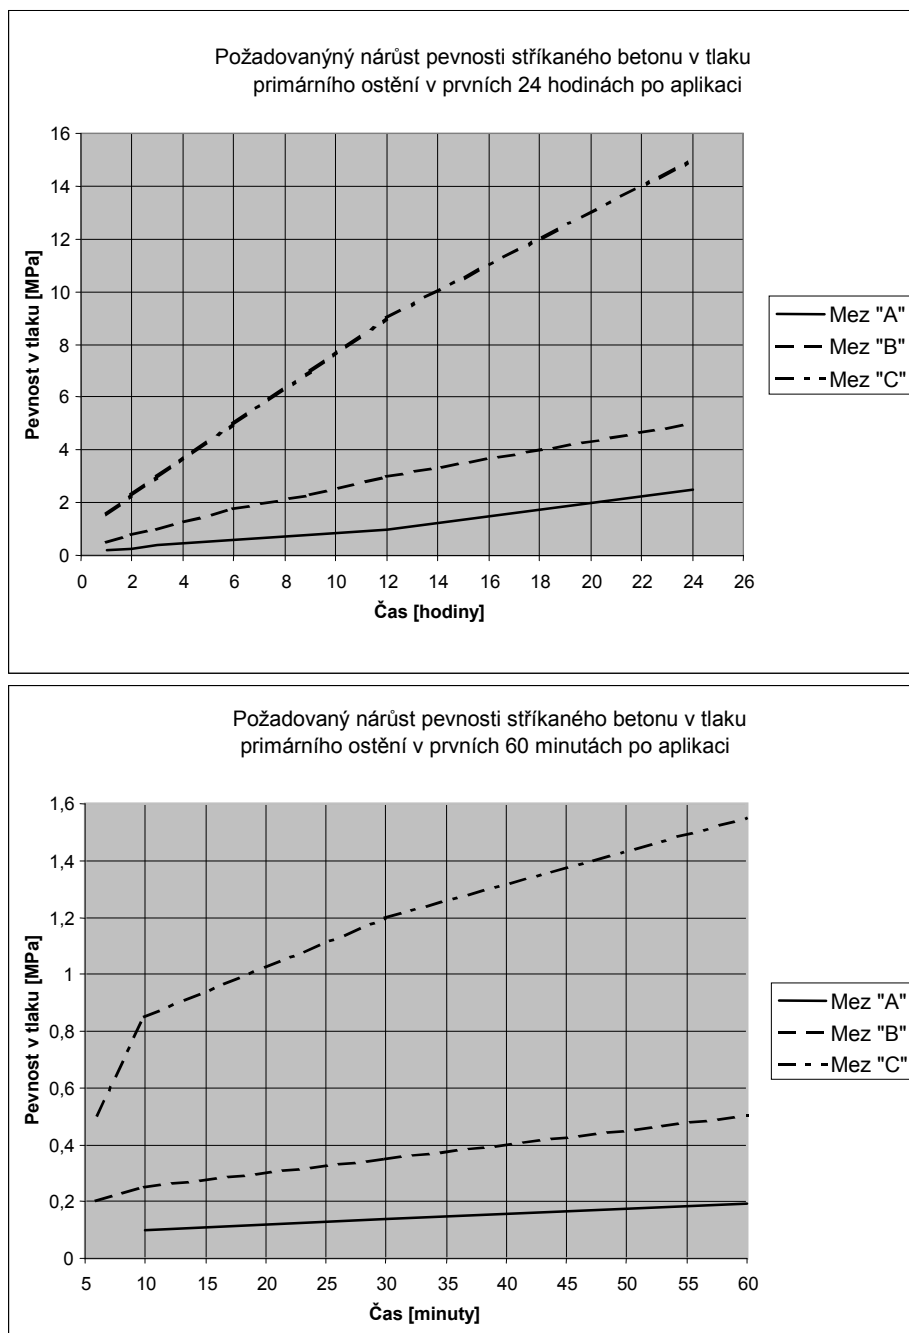 Požadovanýný nárůst pevnosti stříkaného betonu v tlaku
primárního ostění v prvních 24 hodinách po aplikaci
16
14
12
10
8
6
4
2
0
Pevnost v tlaku [MPa]
0 2 4 6 8 10 12 14 16 18 20 22 24 26
Čas [hodiny]
Mez "A"
Mez "B"
Mez "C"
Požadovaný nárůst pevnosti stříkaného betonu v tlaku
primárního ostění v prvních 60 minutách po aplikaci
1,6
1,4
1,2
1
0,8
0,6
0,4
0,2
0
Pevnost v tlaku [MPa]
5 10 15 20 25 30 35 40 45 50 55 60
Čas [minuty]
Mez "A"
Mez "B"
Mez "C"